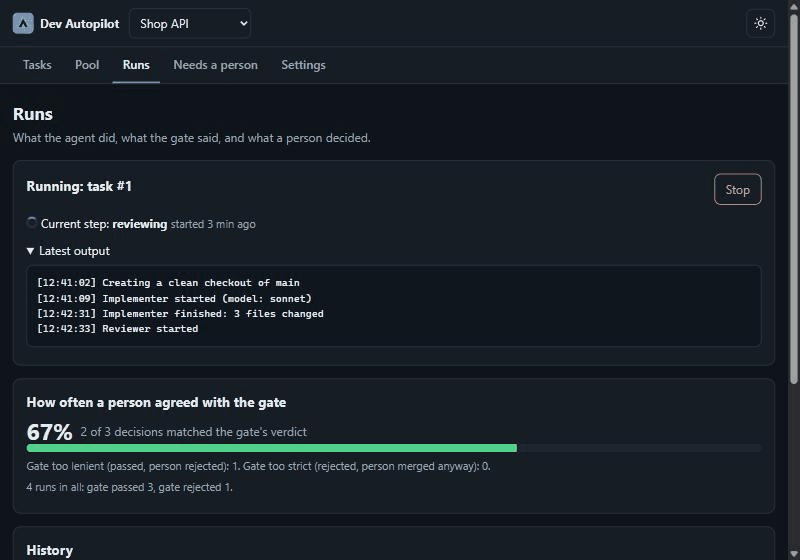 Dev Autopilot
Shop API
Tasks Pool Runs Needs a person Settings
Runs
What the agent did, what the gate said, and what a person decided.
Running: task #1
Stop
Current step: reviewing started 3 min ago
▼ Latest output
[12:41:02] Creating a clean checkout of main
[12:41:09] Implementer started (model: sonnet)
[12:42:31] Implementer finished: 3 files changed
[12:42:33] Reviewer started
How often a person agreed with the gate
67% 2 of 3 decisions matched the gate's verdict
Gate too lenient (passed, person rejected): 1. Gate too strict (rejected, person merged anyway): 0.
4 runs in all: gate passed 3, gate rejected 1.
History